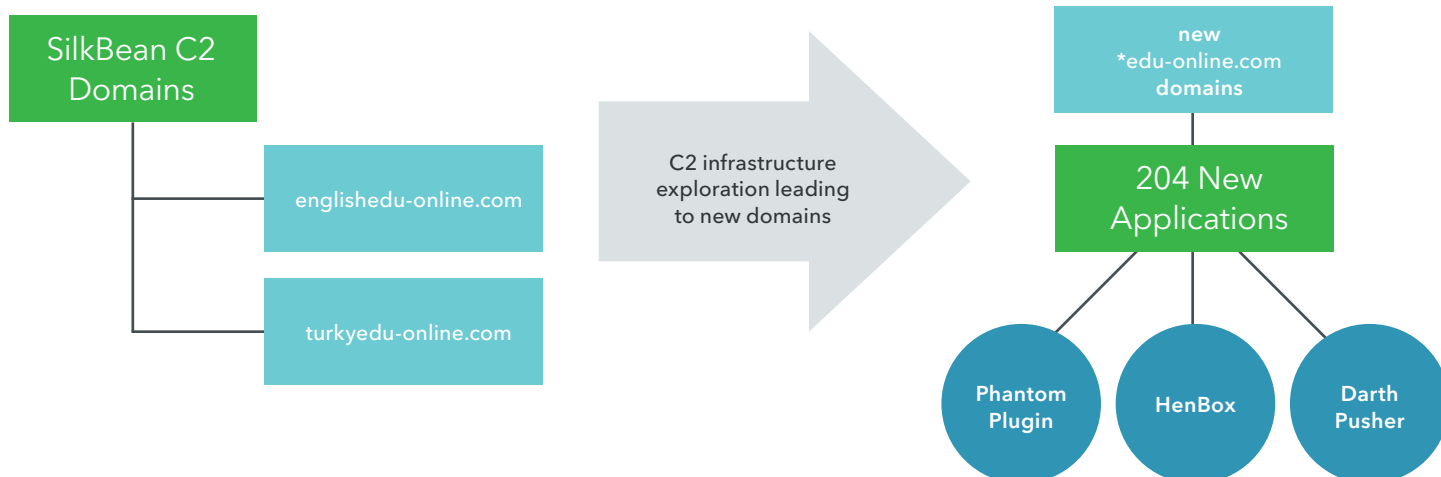 SilkBean C2
Domains
englishedu-online.com
turkyedu-online.com
C2 infrastructure
exploration leading
to new domains
new
*edu-online.com
domains
204 New
Applications
Phantom
Plugin
HenBox
Darth
Pusher